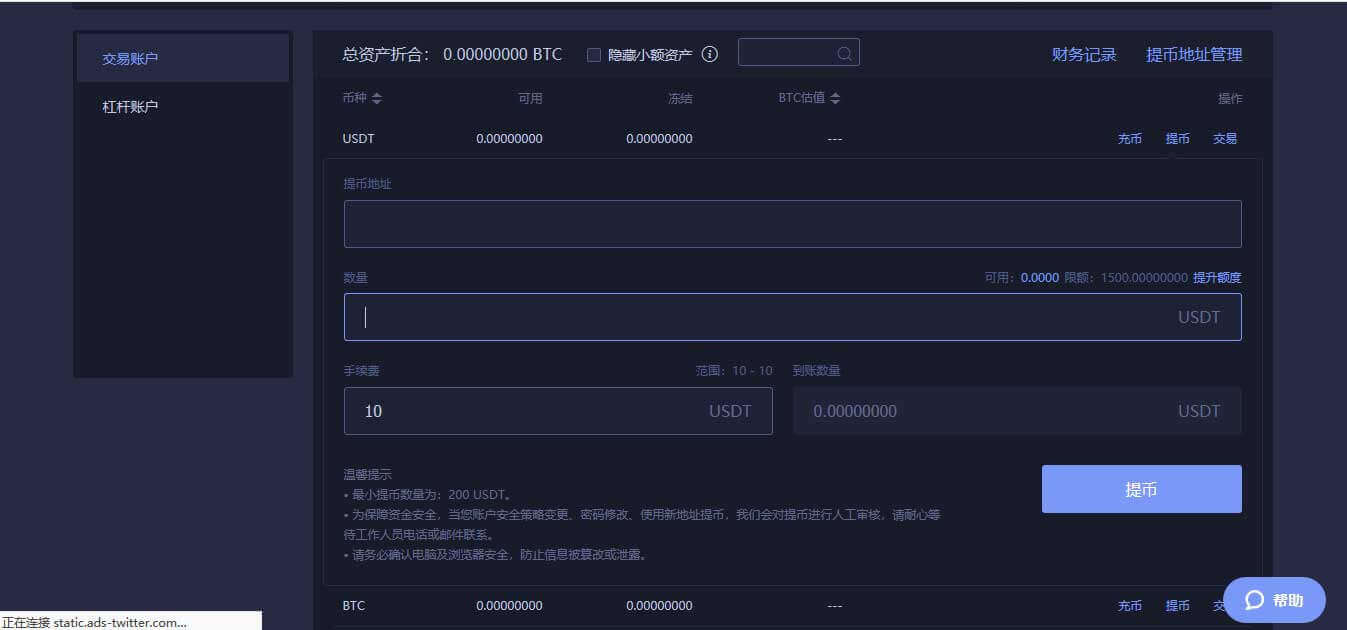 交易账户
杠杆账户
总资产折合： 0.00000000 BTC 隐藏小额资产 财务记录 提币地址管理
币种 可用 冻结 BTC估值 操作
USDT 0.00000000 0.00000000 --- 充币 提币 交易
提币地址
数量 可用：0.0000 限额：1500.00000000 提升额度
USDT
手续费 范围：10 - 10 到账数量
10 USDT 0.00000000 USDT
温馨提示
• 最小提币数量为：200 USDT。
• 为保障资金安全，当您账户安全策略变更、密码修改、使用新地址提币，我们会对提币进行人工审核，请耐心等
待工作人员电话或邮件联系。
• 请务必确认电脑及浏览器安全，防止信息被篡改或泄露。
提币
BTC 0.00000000 0.00000000 --- 充币 提币 交
帮助
正在连接 static.ads-twitter.com...